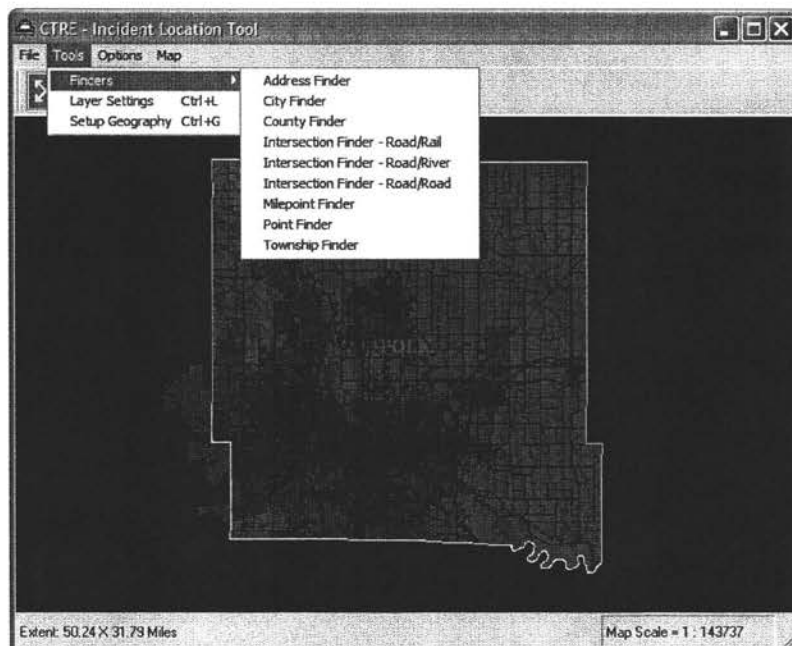 CTRE - Incident Location Tool
File Tools Options Map
Finders
Layer Settings Ctrl+L
Setup Geography Ctrl+G
Address Finder
City Finder
County Finder
Intersection Finder - Road/Rail
Intersection Finder - Road/River
Intersection Finder - Road/Road
Milepoint Finder
Point Finder
Township Finder
POLK
Extent: 50.24 X 31.79 Miles
Map Scale = 1 : 143737